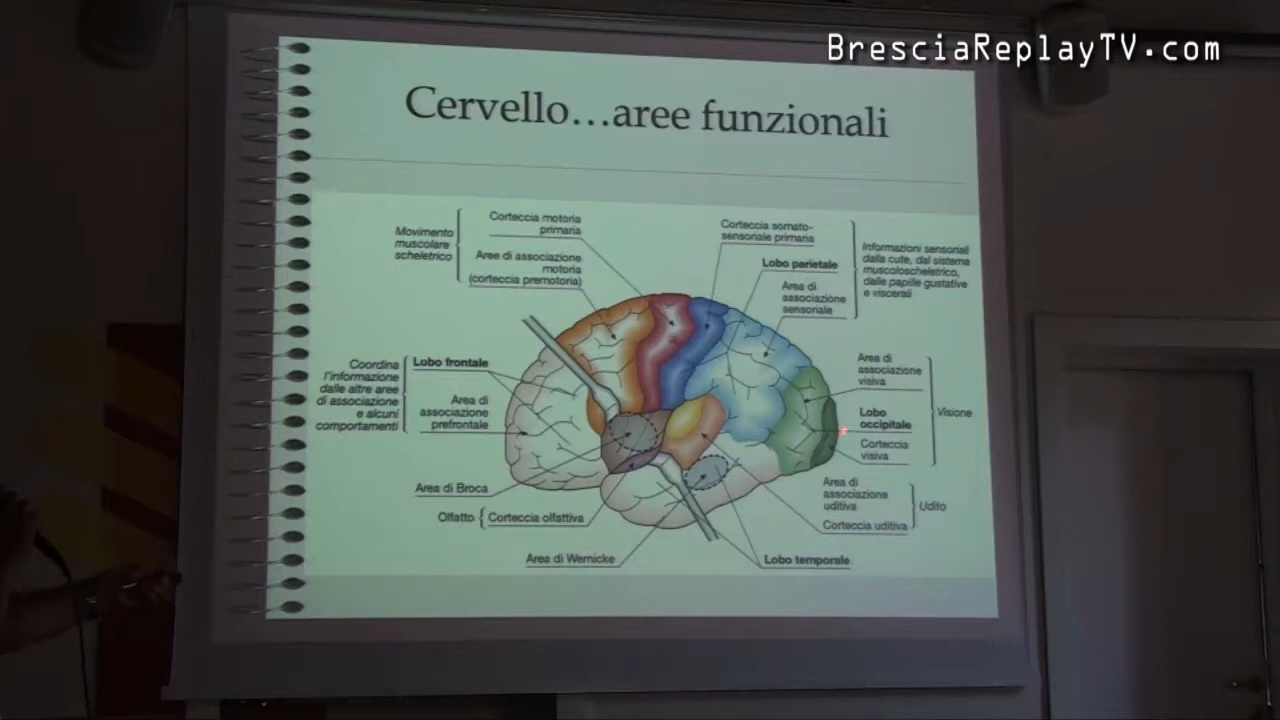 BresciaReplayTV.com
Cervello...aree funzionali
Corteccia motoria
primaria
Movimento
muscolare
scheletrico
Aree di associazione
motoria
(corteccia premotoria)
Corteccia somato-
sensoriale primaria
Lobo parietale
Area di
associazione
sensoriale
Informazioni sensoriali
dalla cute, dal sistema
muscoloscheletrico,
dalle papille gustative
e viscerali
Coordina
l'informazione
dalle altre aree
di associazione
e alcuni
comportamenti
Lobo frontale
Area di
associazione
prefrontale
Area di
associazione
visiva
Lobo
occipitale
Corteccia
visiva
Visione
Area di Broca
Olfatto
Corteccia olfattiva
Area di
associazione
uditiva
Corteccia uditiva
Udito
Area di Wernicke
Lobo temporale